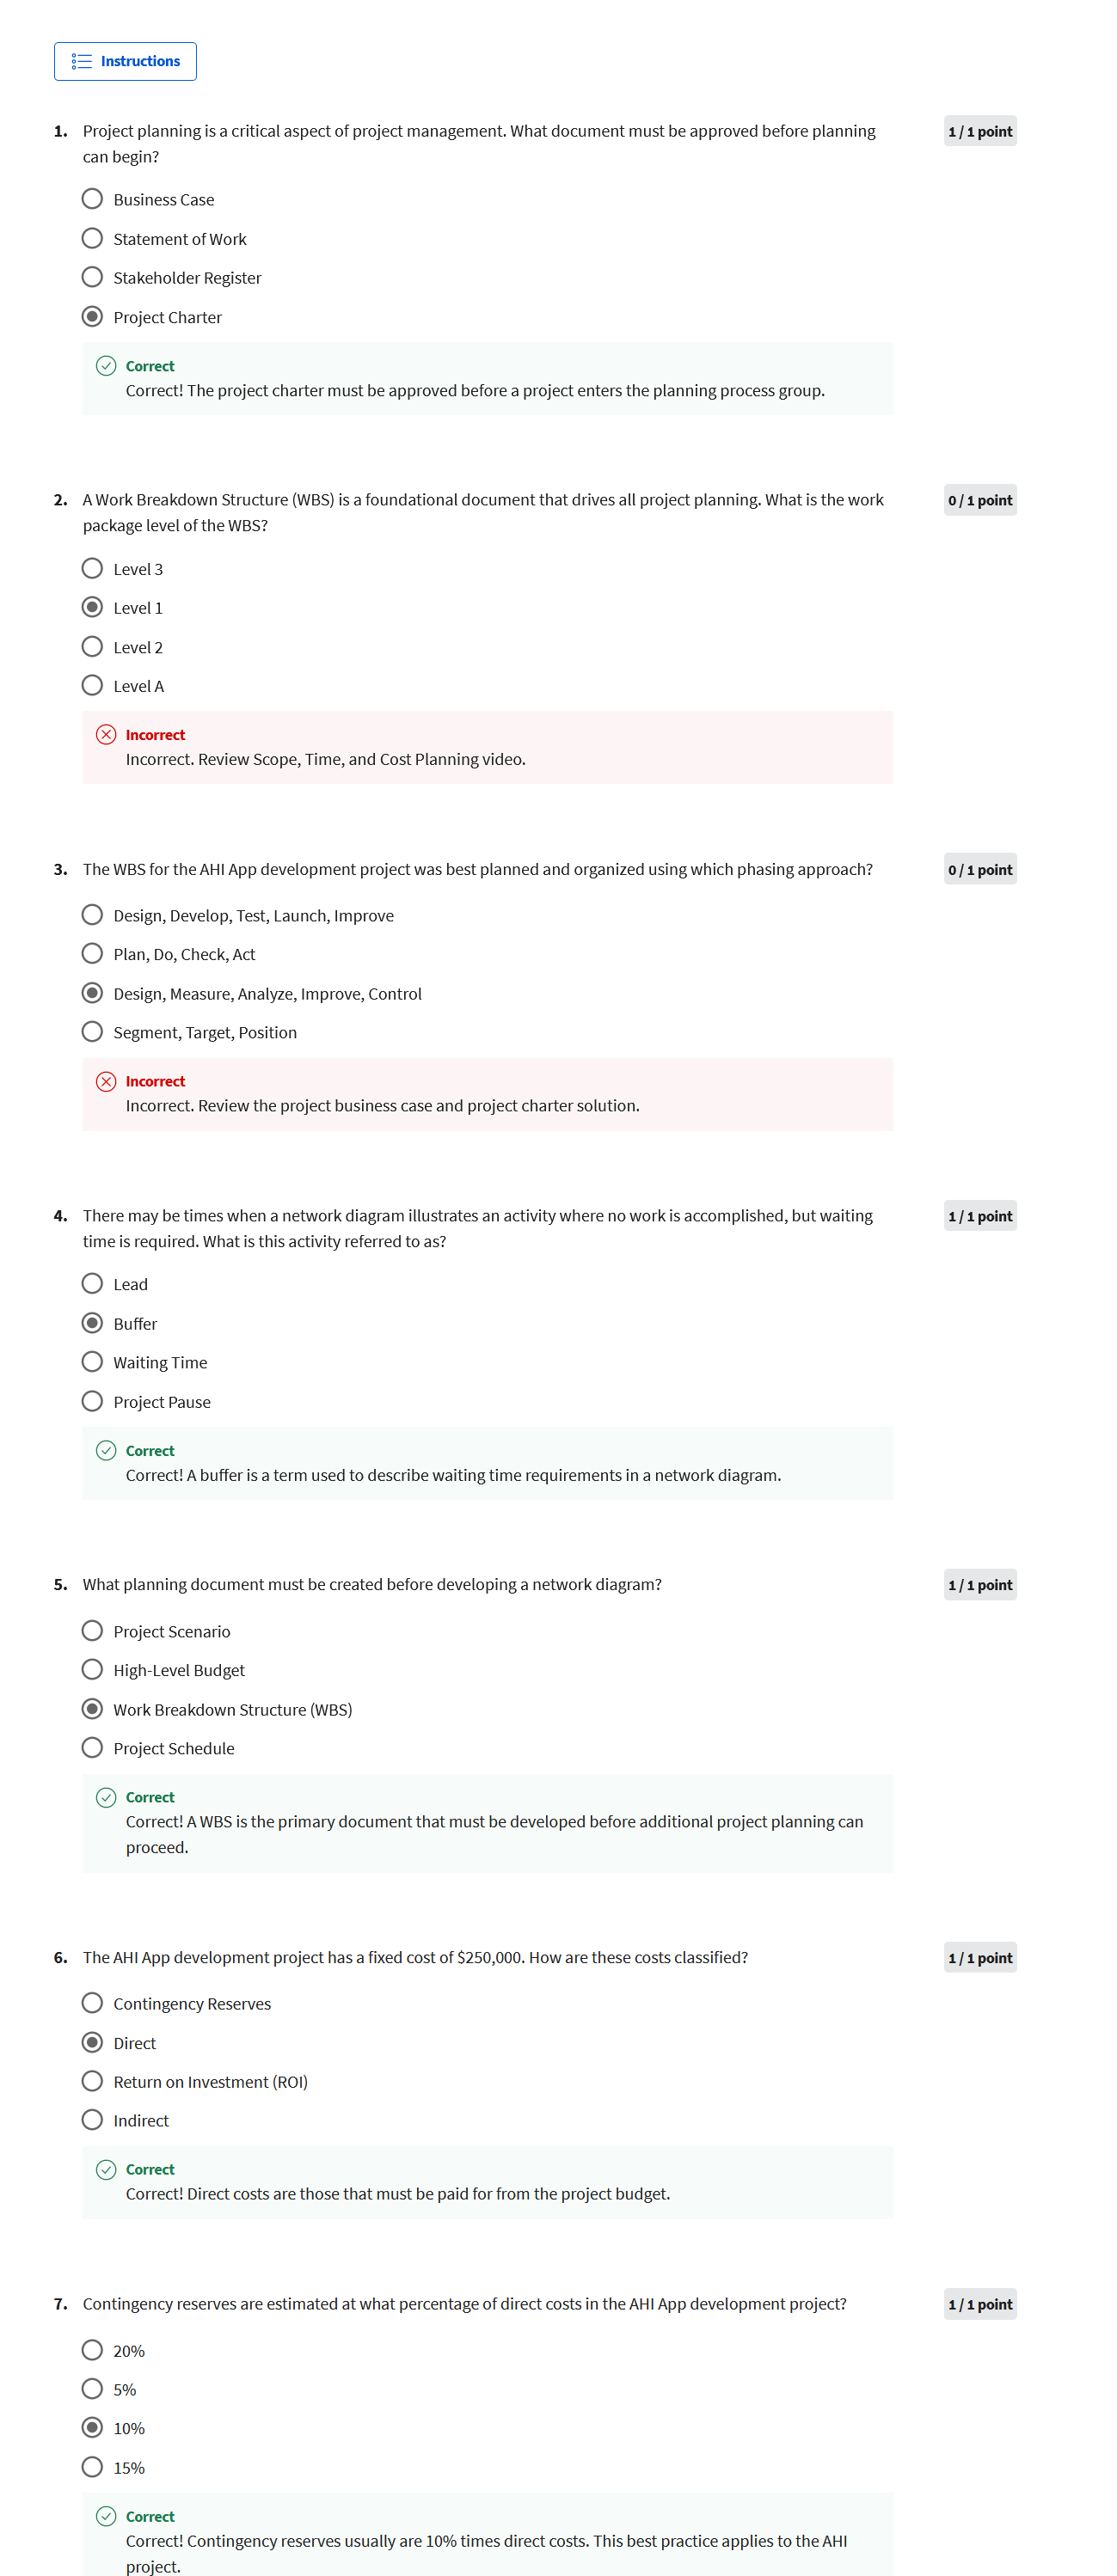 Instructions
1. Project planning is a critical aspect of project management. What document must be approved before planning
can begin?
1 / 1 point
Business Case
Statement of Work
Stakeholder Register
Project Charter
Correct
Correct! The project charter must be approved before a project enters the planning process group.
2. A Work Breakdown Structure (WBS) is a foundational document that drives all project planning. What is the work
package level of the WBS?
0 / 1 point
Level 3
Level 1
Level 2
Level A
Incorrect
Incorrect. Review Scope, Time, and Cost Planning video.
3. The WBS for the AHI App development project was best planned and organized using which phasing approach?
0 / 1 point
Design, Develop, Test, Launch, Improve
Plan, Do, Check, Act
Design, Measure, Analyze, Improve, Control
Segment, Target, Position
Incorrect
Incorrect. Review the project business case and project charter solution.
4. There may be times when a network diagram illustrates an activity where no work is accomplished, but waiting
time is required. What is this activity referred to as?
1 / 1 point
Lead
Buffer
Waiting Time
Project Pause
Correct
Correct! A buffer is a term used to describe waiting time requirements in a network diagram.
5. What planning document must be created before developing a network diagram?
1 / 1 point
Project Scenario
High-Level Budget
Work Breakdown Structure (WBS)
Project Schedule
Correct
Correct! A WBS is the primary document that must be developed before additional project planning can
proceed.
6. The AHI App development project has a fixed cost of $250,000. How are these costs classified?
1 / 1 point
Contingency Reserves
Direct
Return on Investment (ROI)
Indirect
Correct
Correct! Direct costs are those that must be paid for from the project budget.
7. Contingency reserves are estimated at what percentage of direct costs in the AHI App development project?
1 / 1 point
20%
5%
10%
15%
Correct
Correct! Contingency reserves usually are 10% times direct costs. This best practice applies to the AHI
project.